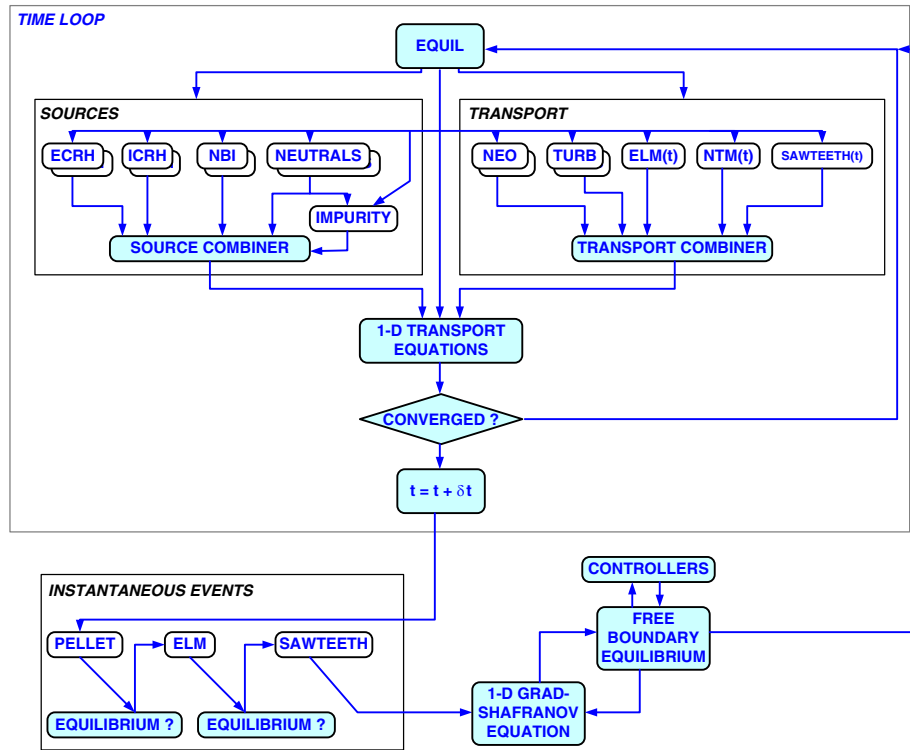 TIME LOOP
EQUIL
SOURCES
TRANSPORT
ECRH
ICRH
NBI
NEUTRALS
NEO
TURB
ELM(t)
NTM(t)
SAWTEETH(t)
IMPURITY
SOURCE COMBINER
TRANSPORT COMBINER
1-D TRANSPORT
EQUATIONS
CONVERGED ?
t = t + δt
INSTANTANEOUS EVENTS
CONTROLLERS
PELLET
ELM
SAWTEETH
FREE
BOUNDARY
EQUILIBRIUM
EQUILIBRIUM ?
EQUILIBRIUM ?
1-D GRAD-
SHAFRANOV
EQUATION